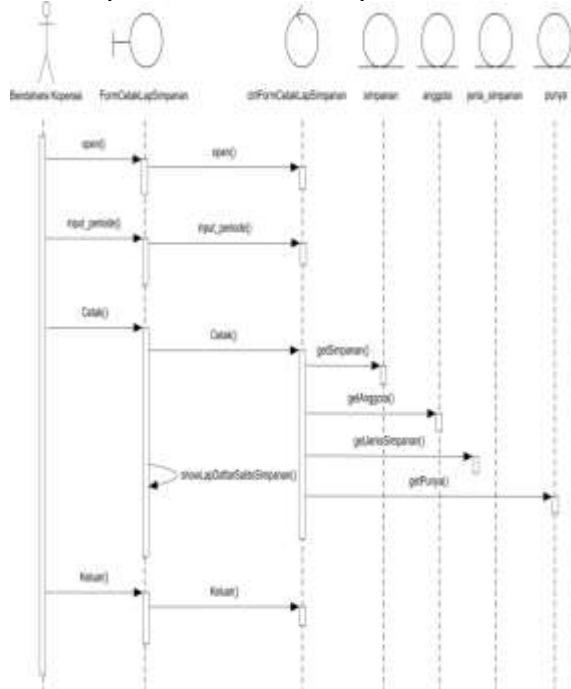 Bendahara Koperasi
FormCetakLapSimpanan
ctrlFormCetakLapSimpanan
simpanan
anggota
jenis_simpanan
punya
open()
open()
input_periode()
input_periode()
Cetak()
Cetak()
getSimpanan()
getAnggota()
getJenisSimpanan()
showLapDaftarSaldoSimpanan()
getPunya()
Keluar()
Keluar()